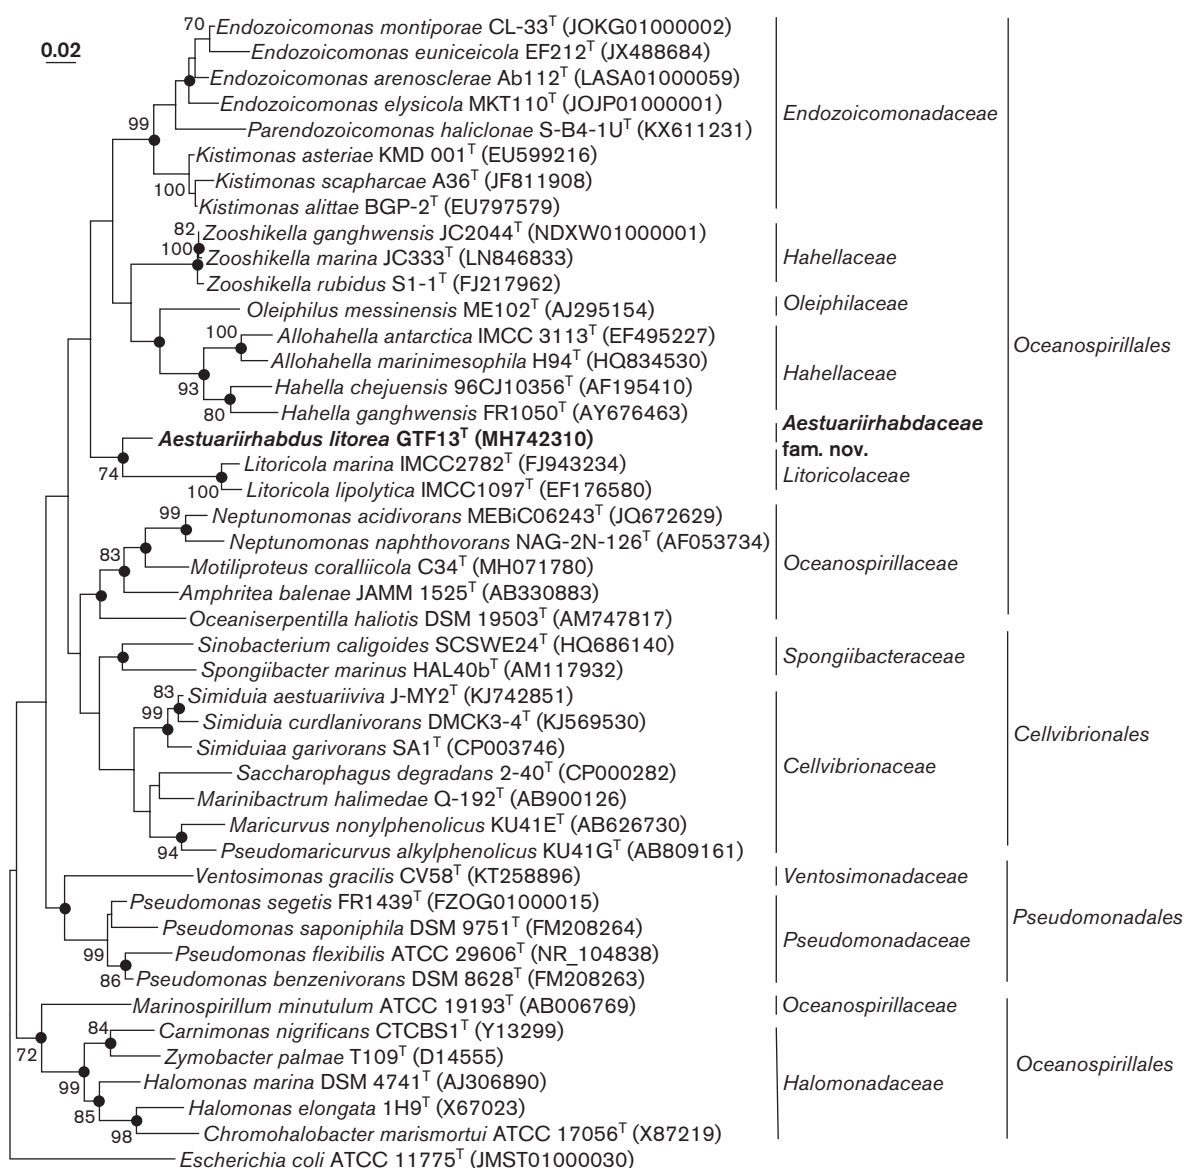 0.02
70
Endozoicomonas montiporae CL-33T (JOKG01000002)
Endozoicomonas euniceicola EF212T (JX488684)
Endozoicomonas arenosclerae Ab112T (LASA01000059)
Endozoicomonas elysicola MKT110T (JOJP01000001)
99
Parendozoicomonas haliclonae S-B4-1UT (KX611231)
Kistimonas asteriae KMD 001T (EU599216)
Kistimonas scapharcae A36T (JF811908)
100
Kistimonas alittae BGP-2T (EU797579)
Endozoicomonadaceae
82
Zooshikella ganghwensis JC2044T (NDXW01000001)
100
Zooshikella marina JC333T (LN846833)
Zooshikella rubidus S1-1T (FJ217962)
Hahellaceae
Oleiphilus messinensis ME102T (AJ295154)
Oleiphilaceae
100
Allohahella antarctica IMCC 3113T (EF495227)
Allohahella marinimesophila H94T (HQ834530)
93
Hahella chejuensis 96CJ10356T (AF195410)
80
Hahella ganghwensis FR1050T (AY676463)
Hahellaceae
Oceanospirillales
Aestuariirhabdus litorea GTF13T (MH742310)
Aestuariirhabdaceae
fam. nov.
74
Litoricola marina IMCC2782T (FJ943234)
100
Litoricola lipolytica IMCC1097T (EF176580)
Litoricolaceae
99
Neptunomonas acidivorans MEBiC06243T (JQ672629)
Neptunomonas naphthovorans NAG-2N-126T (AF053734)
83
Motiliproteus coralliicola C34T (MH071780)
Amphritea balenae JAMM 1525T (AB330883)
Oceaniserpentilla haliotis DSM 19503T (AM747817)
Oceanospirillaceae
Sinobacterium caligoides SCSWE24T (HQ686140)
Spongiibacter marinus HAL40bT (AM117932)
Spongiibacteraceae
83
Simiduia aestuariiviva J-MY2T (KJ742851)
99
Simiduia curdlanivorans DMCK3-4T (KJ569530)
Simiduiaa garivorans SA1T (CP003746)
Saccharophagus degradans 2-40T (CP000282)
Marinibactrum halimedae Q-192T (AB900126)
Maricurvus nonylphenolicus KU41ET (AB626730)
94
Pseudomaricurvus alkylphenolicus KU41GT (AB809161)
Cellvibrionaceae
Cellvibrionales
Ventosimonas gracilis CV58T (KT258896)
Ventosimonadaceae
Pseudomonas segetis FR1439T (FZOG01000015)
Pseudomonas saponiphila DSM 9751T (FM208264)
99
Pseudomonas flexibilis ATCC 29606T (NR_104838)
86
Pseudomonas benzenivorans DSM 8628T (FM208263)
Pseudomonadaceae
Pseudomonadales
Marinospirillum minutulum ATCC 19193T (AB006769)
Oceanospirillaceae
84
Carnimonas nigrificans CTCBS1T (Y13299)
72
Zymobacter palmae T109T (D14555)
99
Halomonas marina DSM 4741T (AJ306890)
85
Halomonas elongata 1H9T (X67023)
98
Chromohalobacter marismortui ATCC 17056T (X87219)
Halomonadaceae
Oceanospirillales
Escherichia coli ATCC 11775T (JMST01000030)